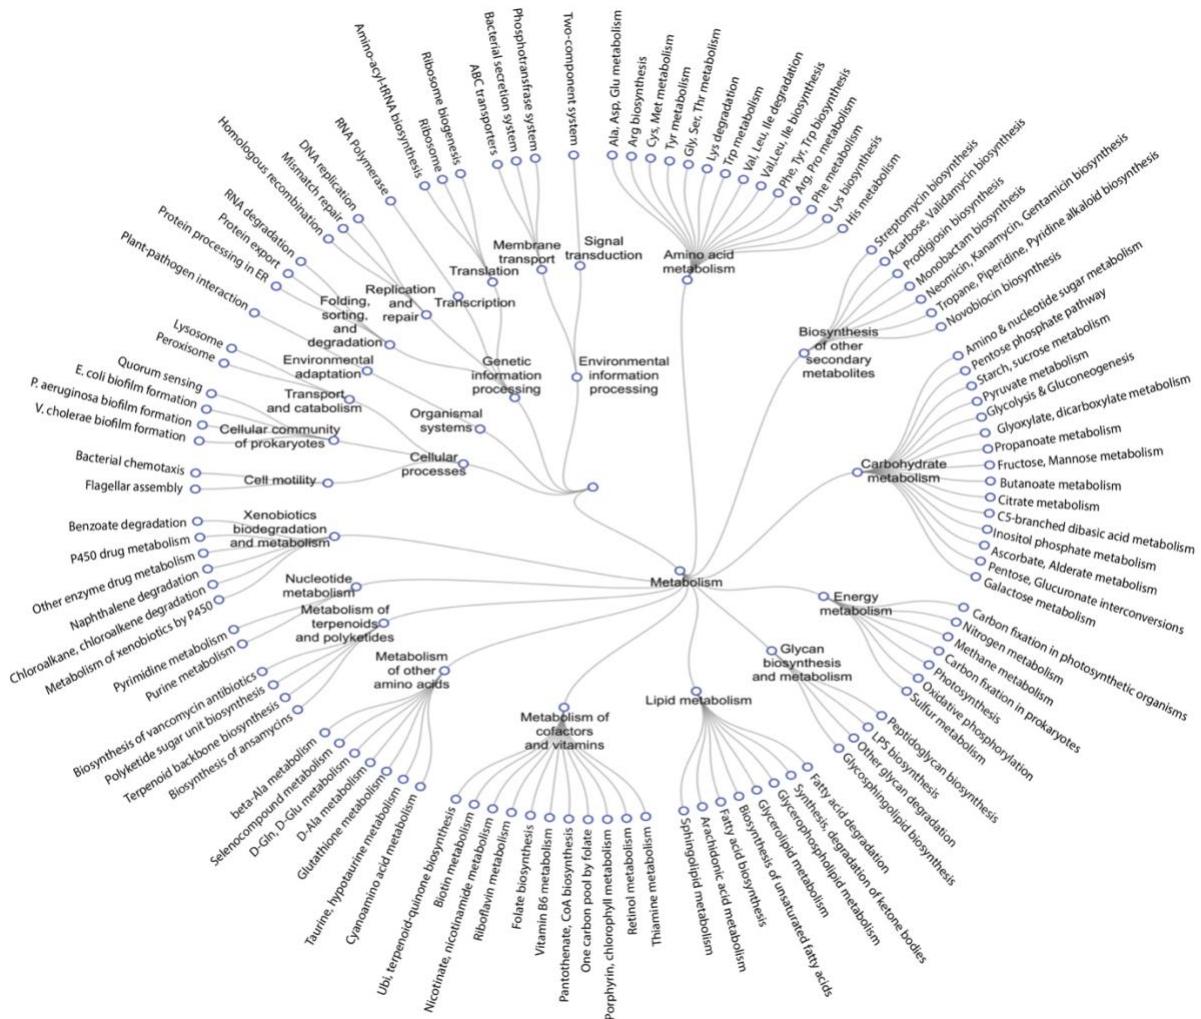 Two-component system
Phosphotransfrase system
Bacterial secretion system
ABC transporters
Ribosome biogenesis
Ribosome
Amino-acyl-tRNA biosynthesis
RNA Polymerase
DNA replication
Mismatch repair
Homologous recombination
RNA degradation
Protein export
Protein processing in ER
Plant-pathogen interaction
Lysosome
Peroxisome
Quorum sensing
E. coli biofilm formation
P. aeruginosa biofilm formation
V. cholerae biofilm formation
Bacterial chemotaxis
Flagellar assembly
Signal
transduction
Membrane
transport
Translation
Transcription
Replication
and
repair
Folding,
sorting,
and
degradation
Environmental
adaptation
Transport
and catabolism
Cellular community
of prokaryotes
Cell motility
Genetic
information
processing
Environmental
information
processing
Organismal
systems
Cellular
processes
Metabolism
Amino acid
metabolism
Ala, Asp, Glu metabolism
Arg biosynthesis
Cys, Met metabolism
Tyr metabolism
Gly, Ser, Thr metabolism
Lys degradation
Trp metabolism
Val, Leu, Ile degradation
Val,Leu, Ile biosynthesis
Phe, Tyr, Trp biosynthesis
Arg, Pro metabolism
Phe metabolism
Lys biosynthesis
His metabolism
Biosynthesis
of other
secondary
metabolites
Streptomycin biosynthesis
Acarbose, Validamycin biosynthesis
Prodigiosin biosynthesis
Monobactam biosynthesis
Neomicin, Kanamycin, Gentamicin biosynthesis
Tropane, Piperidine, Pyridine alkaloid biosynthesis
Novobiocin biosynthesis
Carbohydrate
metabolism
Amino & nucleotide sugar metabolism
Pentose phosphate pathway
Starch, sucrose metabolism
Pyruvate metabolism
Glycolysis & Gluconeogenesis
Glyoxylate, dicarboxylate metabolism
Propanoate metabolism
Fructose, Mannose metabolism
Butanoate metabolism
Citrate metabolism
C5-branched dibasic acid metabolism
Inositol phosphate metabolism
Ascorbate, Alderate metabolism
Pentose, Glucuronate interconversions
Galactose metabolism
Energy
metabolism
Carbon fixation in photosynthetic organisms
Nitrogen metabolism
Methane metabolism
Carbon fixation in prokaryotes
Photosynthesis
Oxidative phosphorylation
Sulfur metabolism
Glycan
biosynthesis
and metabolism
Peptidoglycan biosynthesis
LPS biosynthesis
Other glycan degradation
Glycosphingolipid biosynthesis
Lipid metabolism
Fatty acid degradation
Synthesis, degradation of ketone bodies
Glycerophospholipid metabolism
Glycerolipid metabolism
Biosynthesis of unsaturated fatty acids
Fatty acid biosynthesis
Arachidonic acid metabolism
Sphingolipid metabolism
Metabolism of
cofactors
and vitamins
Thiamine metabolism
Retinol metabolism
Porphyrin, chlorophyll metabolism
One carbon pool by folate
Pantothenate, CoA biosynthesis
Vitamin B6 metabolism
Folate biosynthesis
Riboflavin metabolism
Nicotinate, nicotinamide metabolism
Biotin metabolism
Ubi, terpenoid-quinone biosynthesis
Metabolism
of other
amino acids
Cyanoamino acid metabolism
Taurine, hypotaurine metabolism
Glutathione metabolism
D-Ala metabolism
D-Gln, D-Glu metabolism
Selenocompound metabolism
beta-Ala metabolism
Metabolism of
terpenoids
and polyketides
Biosynthesis of ansamycins
Terpenoid backbone biosynthesis
Polyketide sugar unit biosynthesis
Biosynthesis of vancomycin antibiotics
Nucleotide
metabolism
Purine metabolism
Pyrimidine metabolism
Xenobiotics
biodegradation
and metabolism
Metabolism of xenobiotics by P450
Chloroalkane, chloroalkene degradation
Naphthalene degradation
Other enzyme drug metabolism
P450 drug metabolism
Benzoate degradation